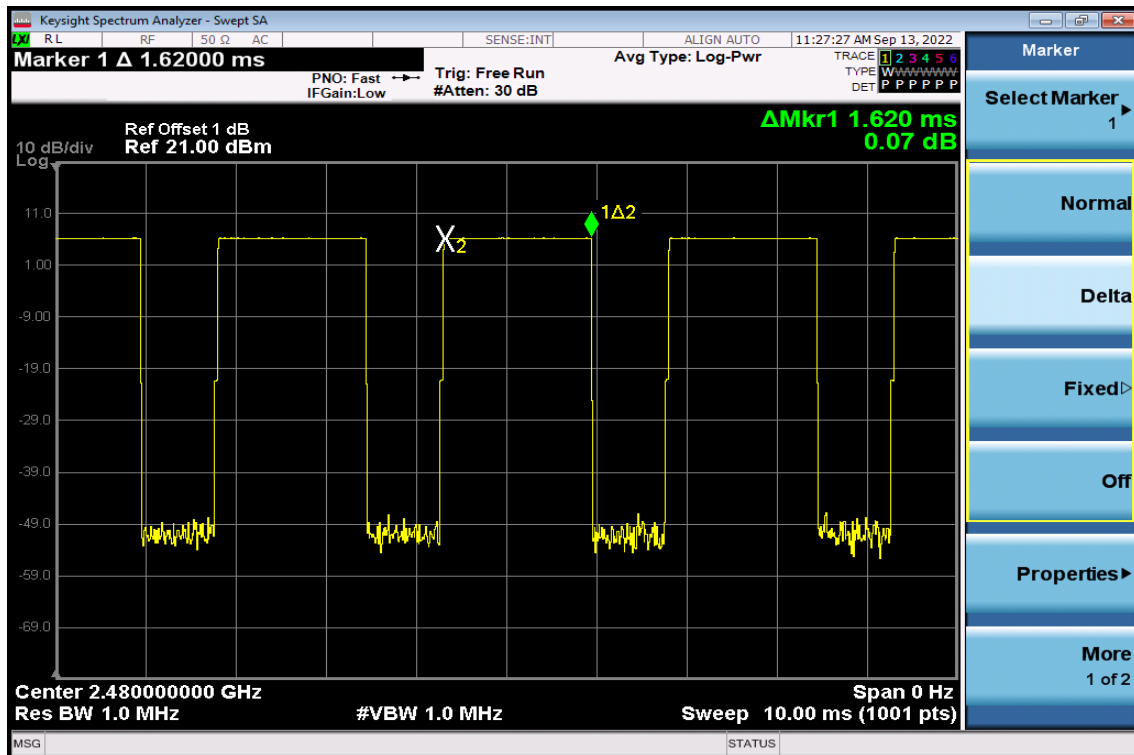 Keysight Spectrum Analyzer - Swept SA
LXI RL RF 50 Ω AC SENSE:INT ALIGN AUTO 11:27:27 AM Sep 13, 2022
Marker 1 Δ 1.62000 ms
PNO: Fast
IFGain:Low
Trig: Free Run
#Atten: 30 dB
Avg Type: Log-Pwr
TRACE 1 2 3 4 5 6
TYPE WWWWWW
DET P P P P P P
ΔMkr1 1.620 ms
0.07 dB
Ref Offset 1 dB
10 dB/div Ref 21.00 dBm
Log
1Δ2
11.0
X2
1.00
-9.00
-19.0
-29.0
-39.0
-49.0
-59.0
-69.0
Center 2.480000000 GHz Span 0 Hz
Res BW 1.0 MHz #VBW 1.0 MHz Sweep 10.00 ms (1001 pts)
MSG STATUS
Marker
Select Marker
1
Normal
Delta
Fixed
Off
Properties
More
1 of 2